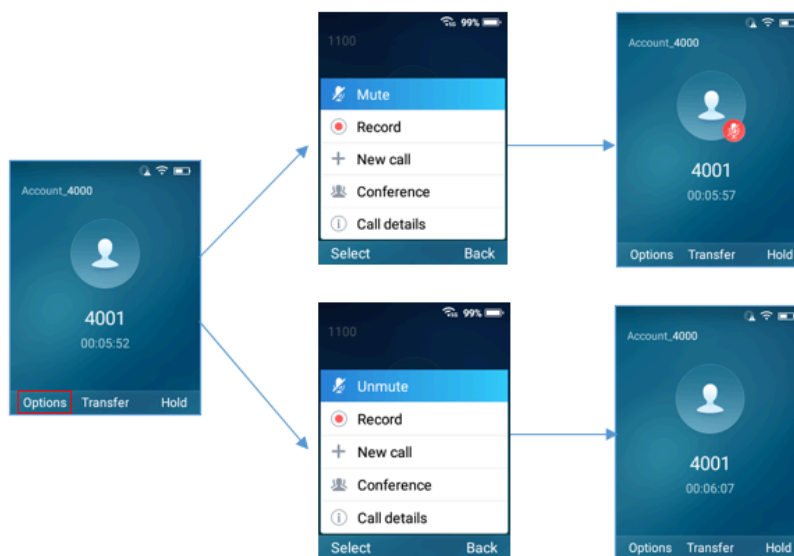 Account_4000
4001
00:05:52
Options Transfer Hold
99%
1100
Mute
Record
New call
Conference
Call details
Select Back
Account_4000
4001
00:05:57
Options Transfer Hold
99%
1100
Unmute
Record
New call
Conference
Call details
Select Back
Account_4000
4001
00:06:07
Options Transfer Hold